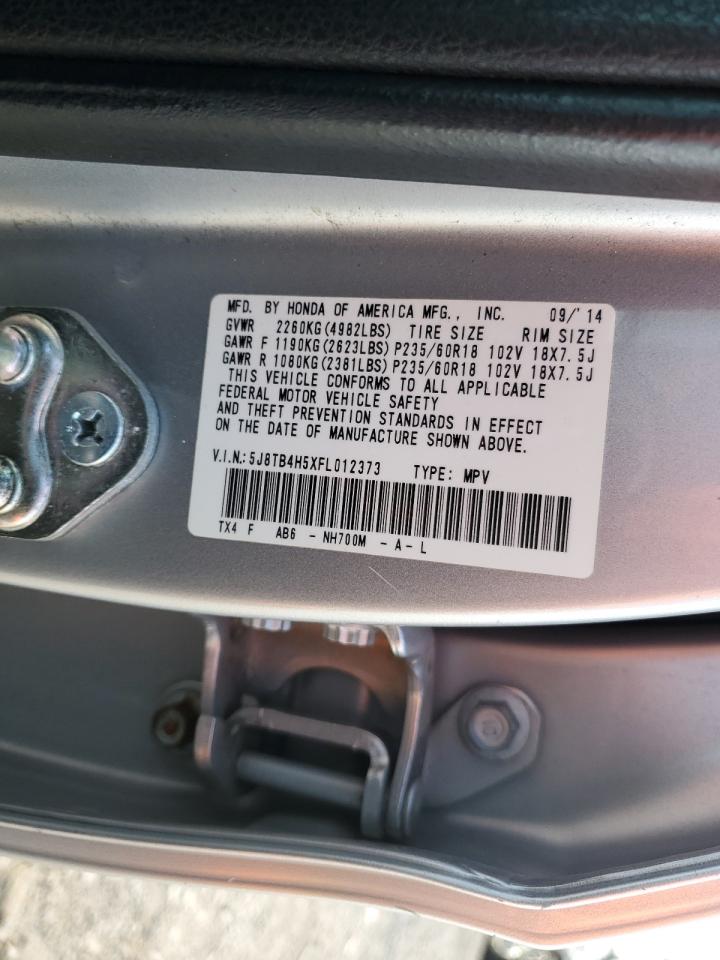 MFD. BY HONDA OF AMERICA MFG., INC. 09/'14
GVWR 2260KG(4982LBS) TIRE SIZE RIM SIZE
GAWR F 1190KG(2623LBS)P235/60R18 102V 18X7.5J
GAWR R 1080KG(2381LBS)P235/60R18 102V 18X7.5J
THIS VEHICLE CONFORMS TO ALL APPLICABLE
FEDERAL MOTOR VEHICLE SAFETY
AND THEFT PREVENTION STANDARDS IN EFFECT
ON THE DATE OF MANUFACTURE SHOWN ABOVE.
V.I.N.:5J8TB4H5XFL012373 TYPE: MPV
TX4 F AB6 - NH700M - A- L